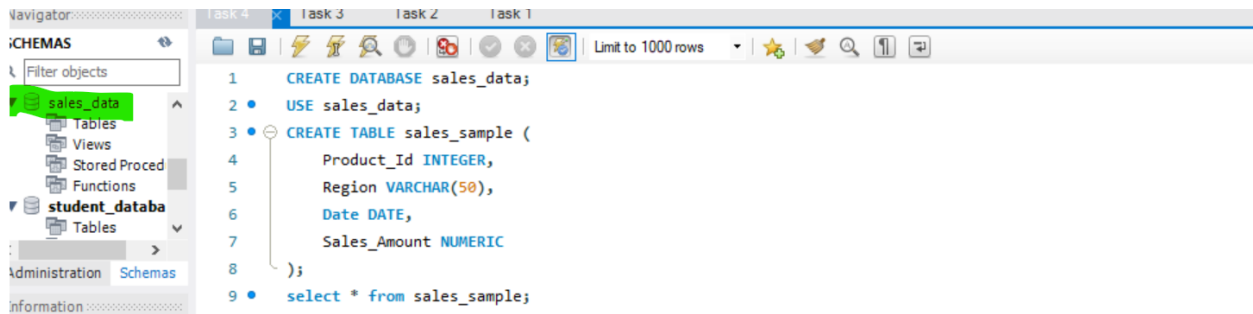 Navigator
Task 4 Task 3 Task 2 Task 1
SCHEMAS
Limit to 1000 rows
Filter objects
sales_data
Tables
Views
Stored Proced
Functions
student_databa
Tables
Administration Schemas
Information
1 CREATE DATABASE sales_data;
2 USE sales_data;
3 CREATE TABLE sales_sample (
4 Product_Id INTEGER,
5 Region VARCHAR(50),
6 Date DATE,
7 Sales_Amount NUMERIC
8 );
9 select * from sales_sample;